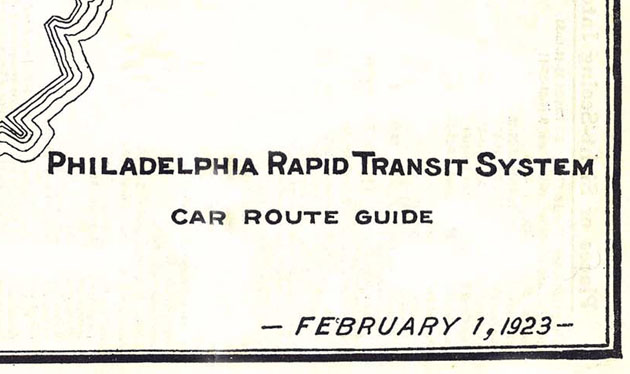 PHILADELPHIA RAPID TRANSIT SYSTEM
CAR ROUTE GUIDE
— FEBRUARY 1, 1923 —